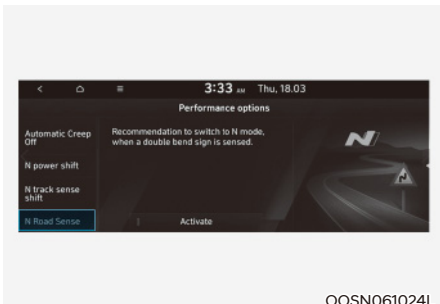 3:33 AM Thu, 18.03
Performance options
Automatic Creep
Off
Recommendation to switch to N mode,
when a double bend sign is sensed.
N
N power shift
N track sense
shift
N Road Sense
Activate
OOSN061024L